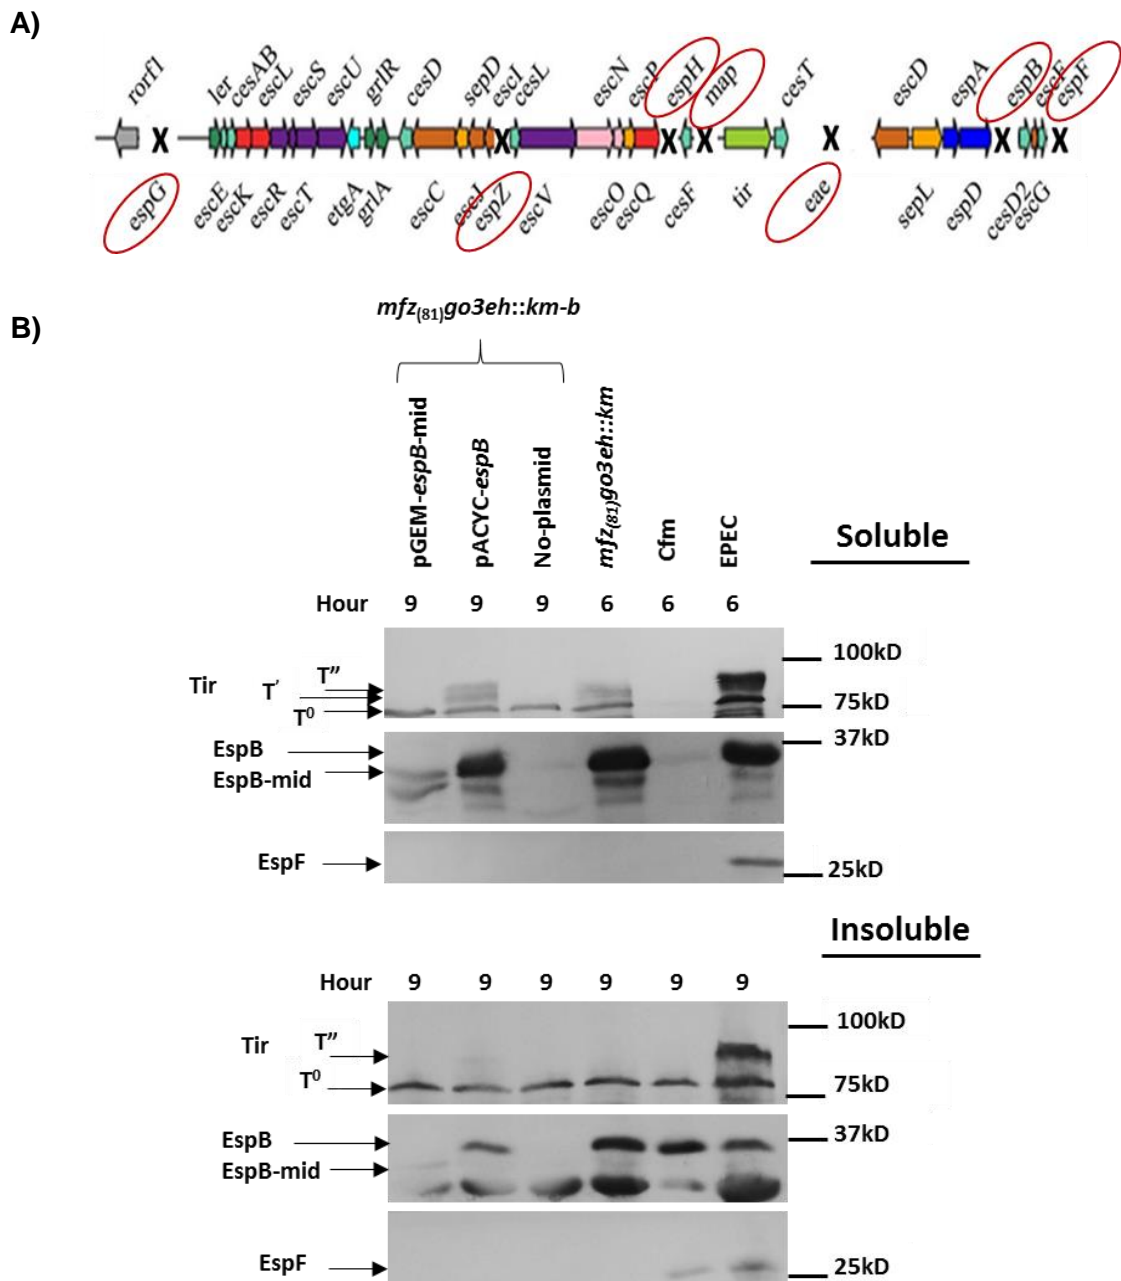 A)
rorf1 ler cesAB escL escS escU grlR cesD sepD escI cesL escN escP espH map cesT escD espA espB escF espF
X X X X X X X
espG escE escK escR escT etgA grlA escC escJ espZ escV escO escQ cesF tir eae sepL espD cesD2 escG
B)
mfz(81)go3eh::km-b
pGEM-espB-mid
pACYC-espB
No-plasmid
mfz(81)go3eh::km
Cfm
EPEC
Soluble
Hour 9 9 9 6 6 6
100kD
Tir T'' T' T0 75kD
EspB 37kD
EspB-mid
EspF 25kD
Insoluble
Hour 9 9 9 9 9 9
100kD
Tir T''
T0 75kD
EspB 37kD
EspB-mid
EspF 25kD